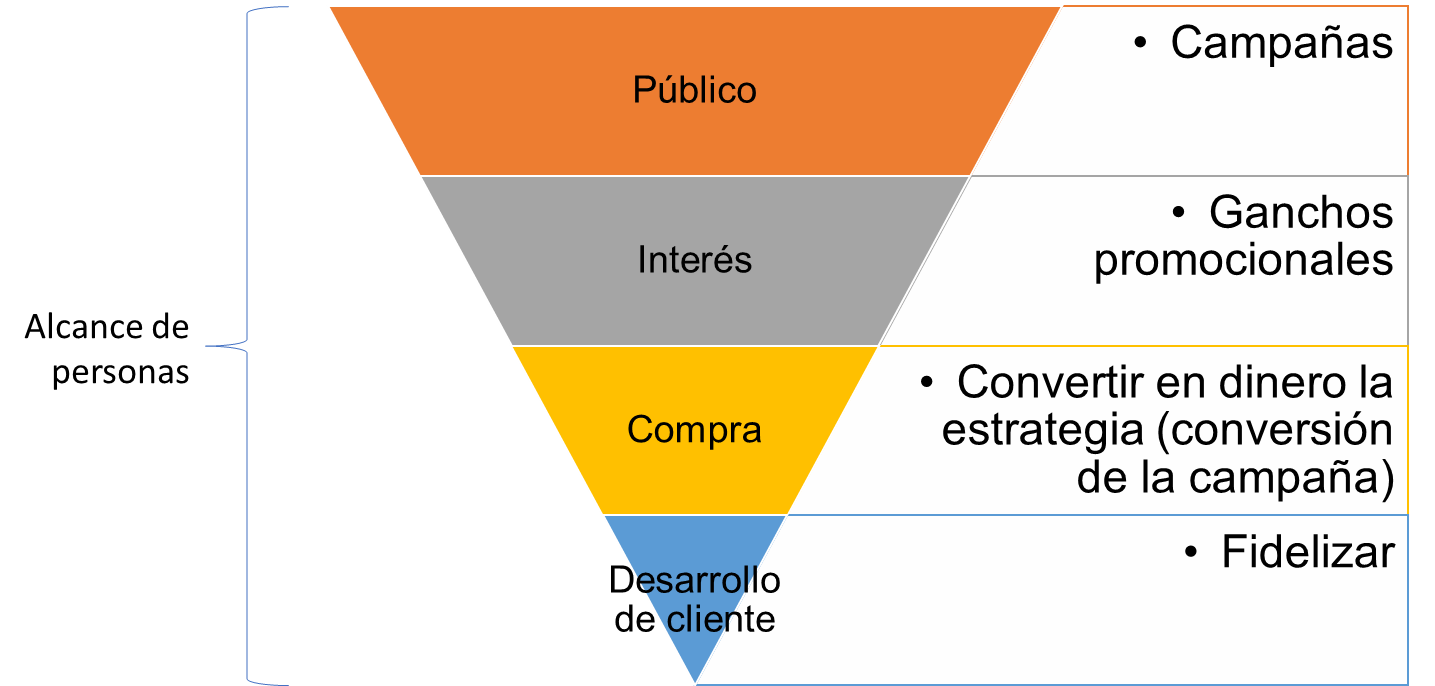 Alcance de
personas
Público
• Campañas
Interés
• Ganchos
promocionales
Compra
• Convertir en dinero la
estrategia (conversión
de la campaña)
Desarrollo
de cliente
• Fidelizar